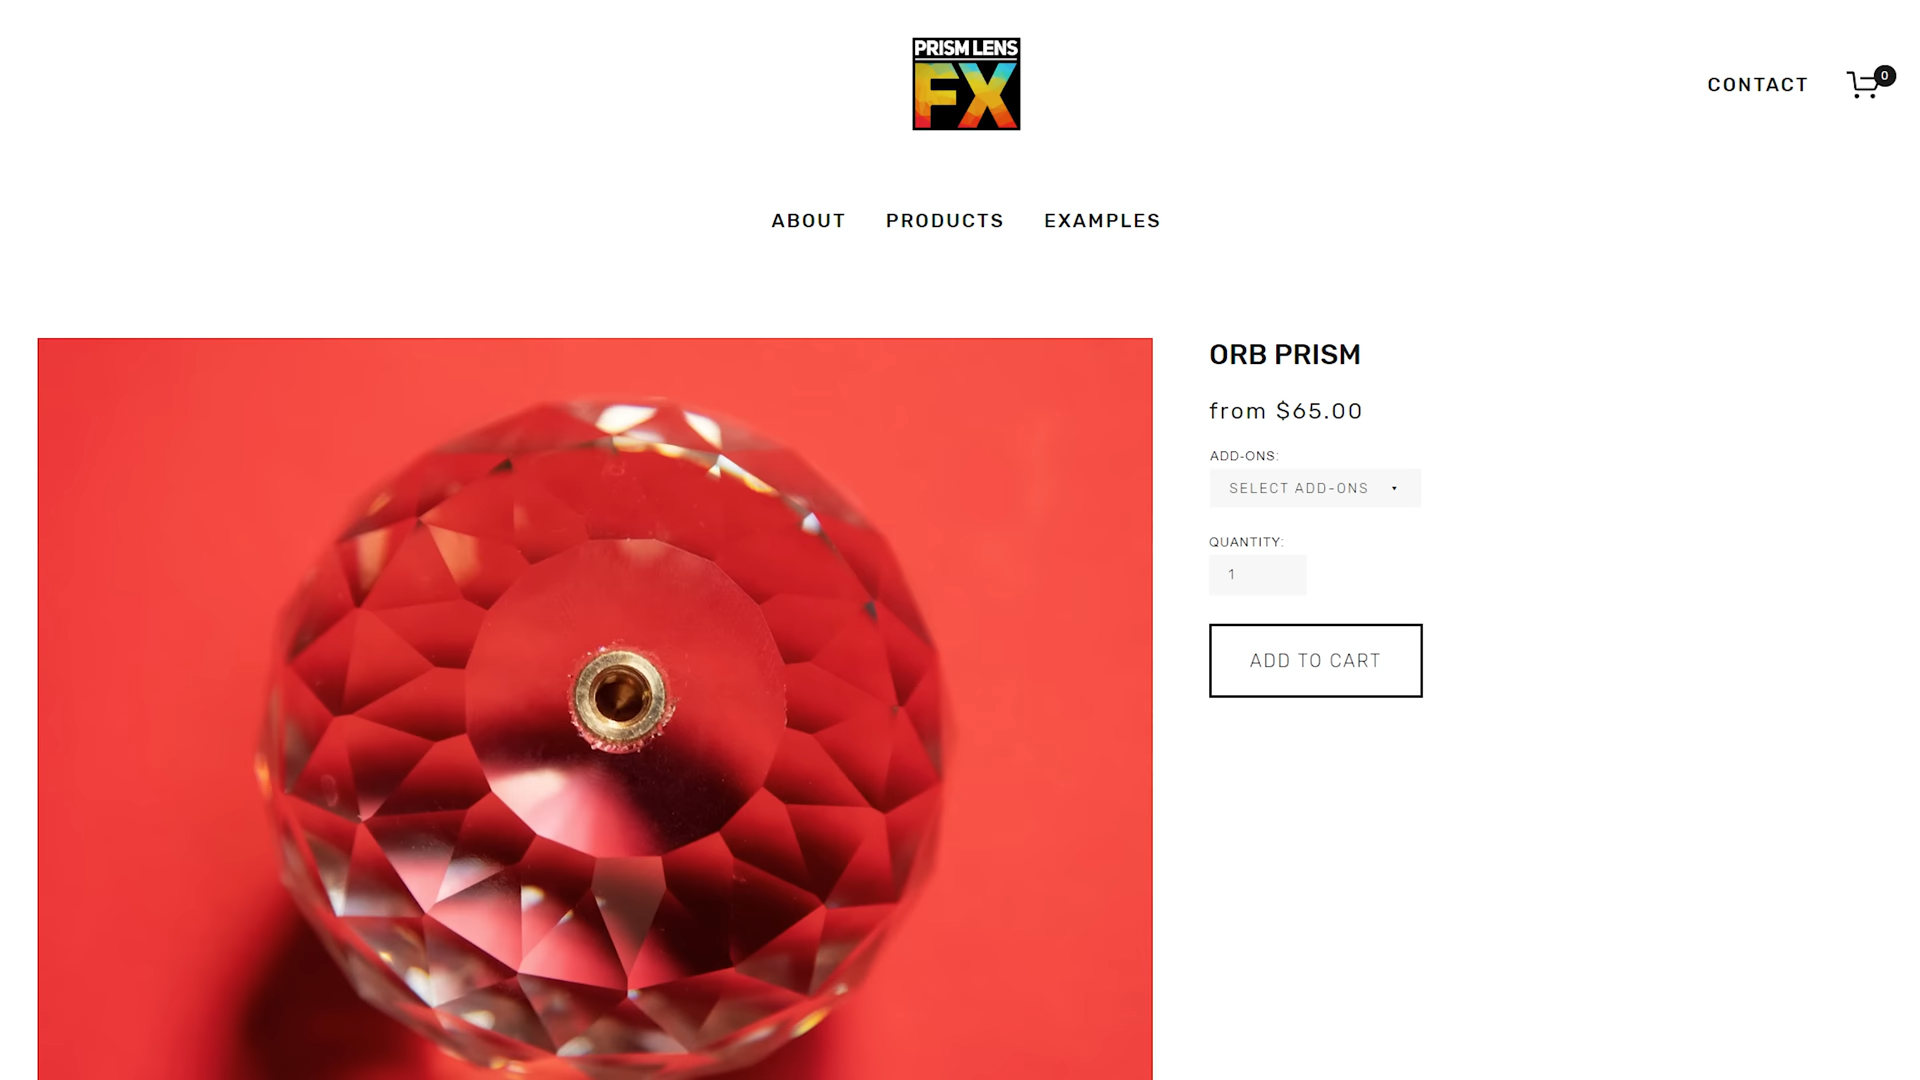 PRISM LENS
FX
CONTACT
0
ABOUT
PRODUCTS
EXAMPLES
ORB PRISM
from $65.00
ADD-ONS:
SELECT ADD-ONS
QUANTITY:
1
ADD TO CART